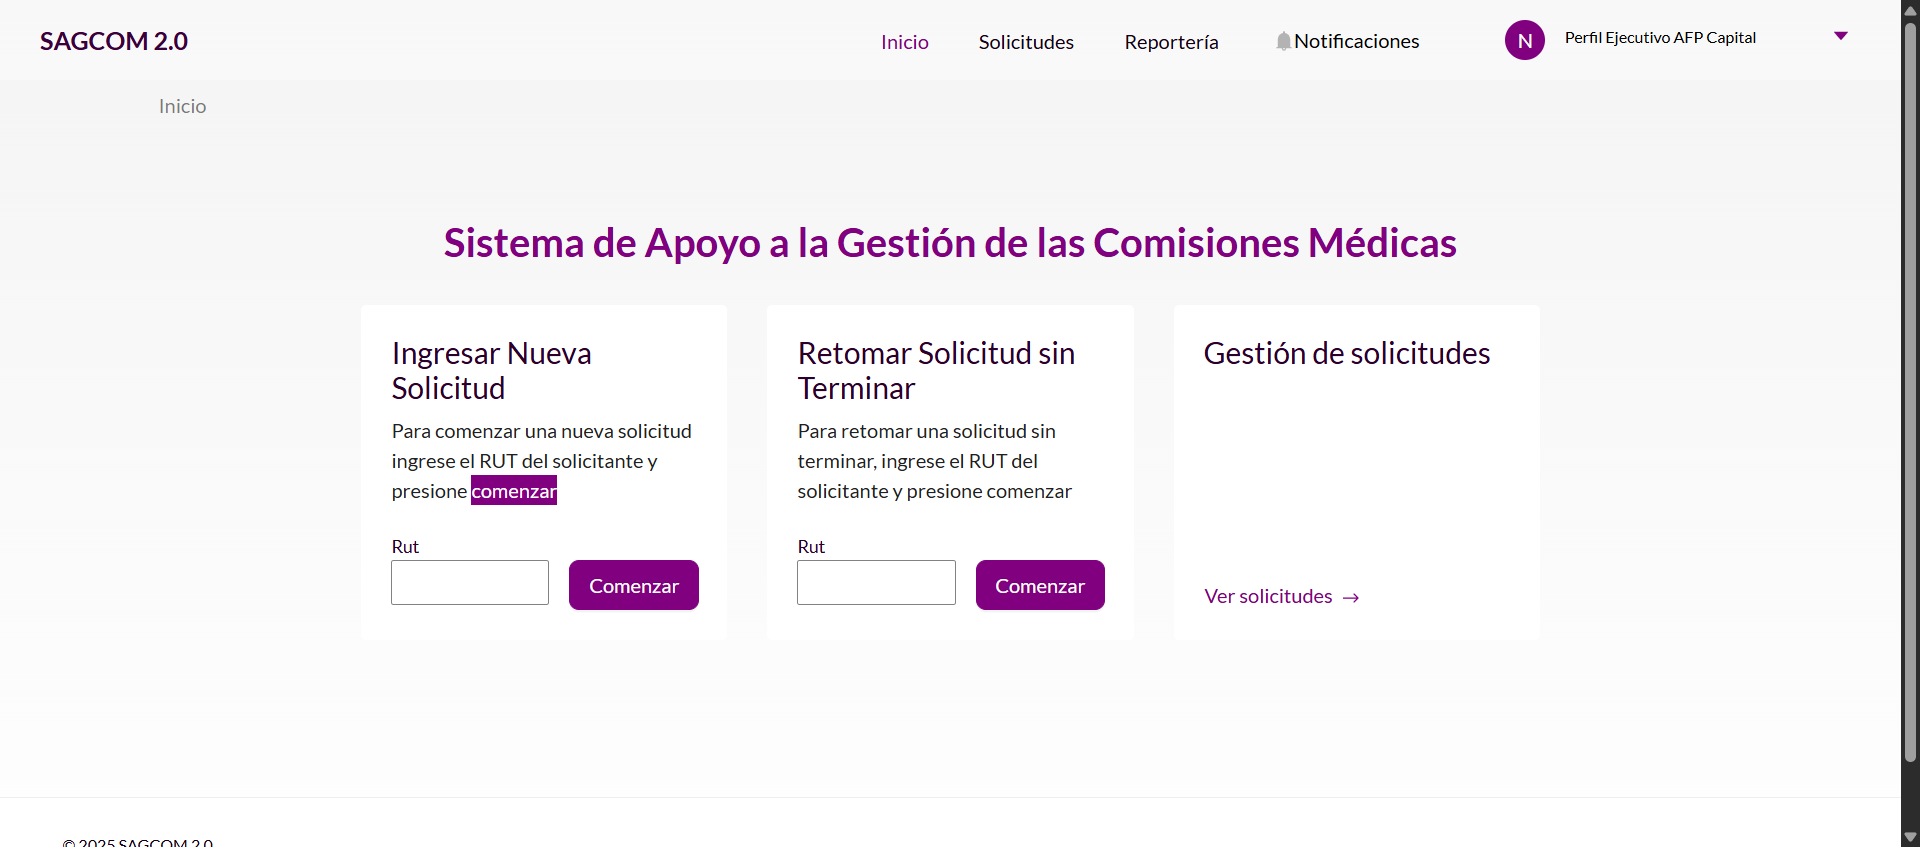 SAGCOM 2.0
Inicio
Solicitudes
Reportería
Notificaciones
N
Perfil Ejecutivo AFP Capital
Inicio
Sistema de Apoyo a la Gestión de las Comisiones Médicas
Ingresar Nueva
Solicitud
Para comenzar una nueva solicitud
ingrese el RUT del solicitante y
presione comenzar
Rut
Comenzar
Retomar Solicitud sin
Terminar
Para retomar una solicitud sin
terminar, ingrese el RUT del
solicitante y presione comenzar
Rut
Comenzar
Gestión de solicitudes
Ver solicitudes →
© 2025 SAGCOM 2.0